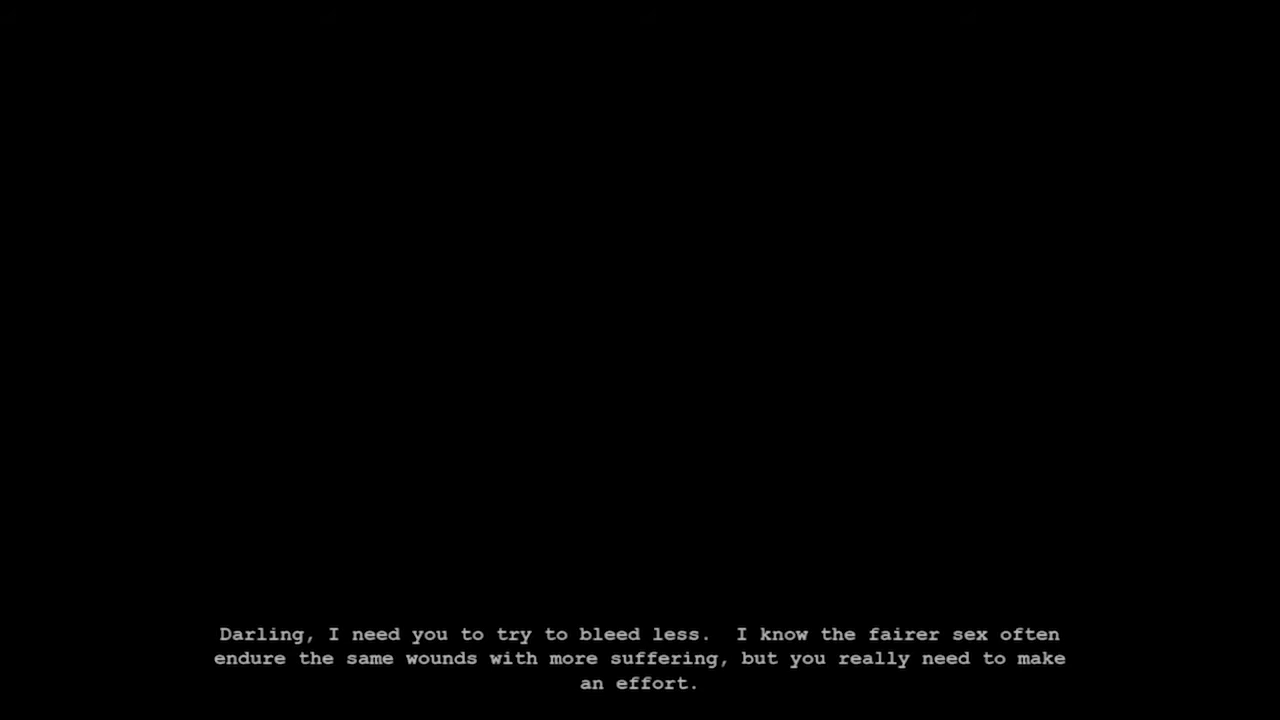 Darling, I need you to try to bleed less.  I know the fairer sex often
endure the same wounds with more suffering, but you really need to make
an effort.